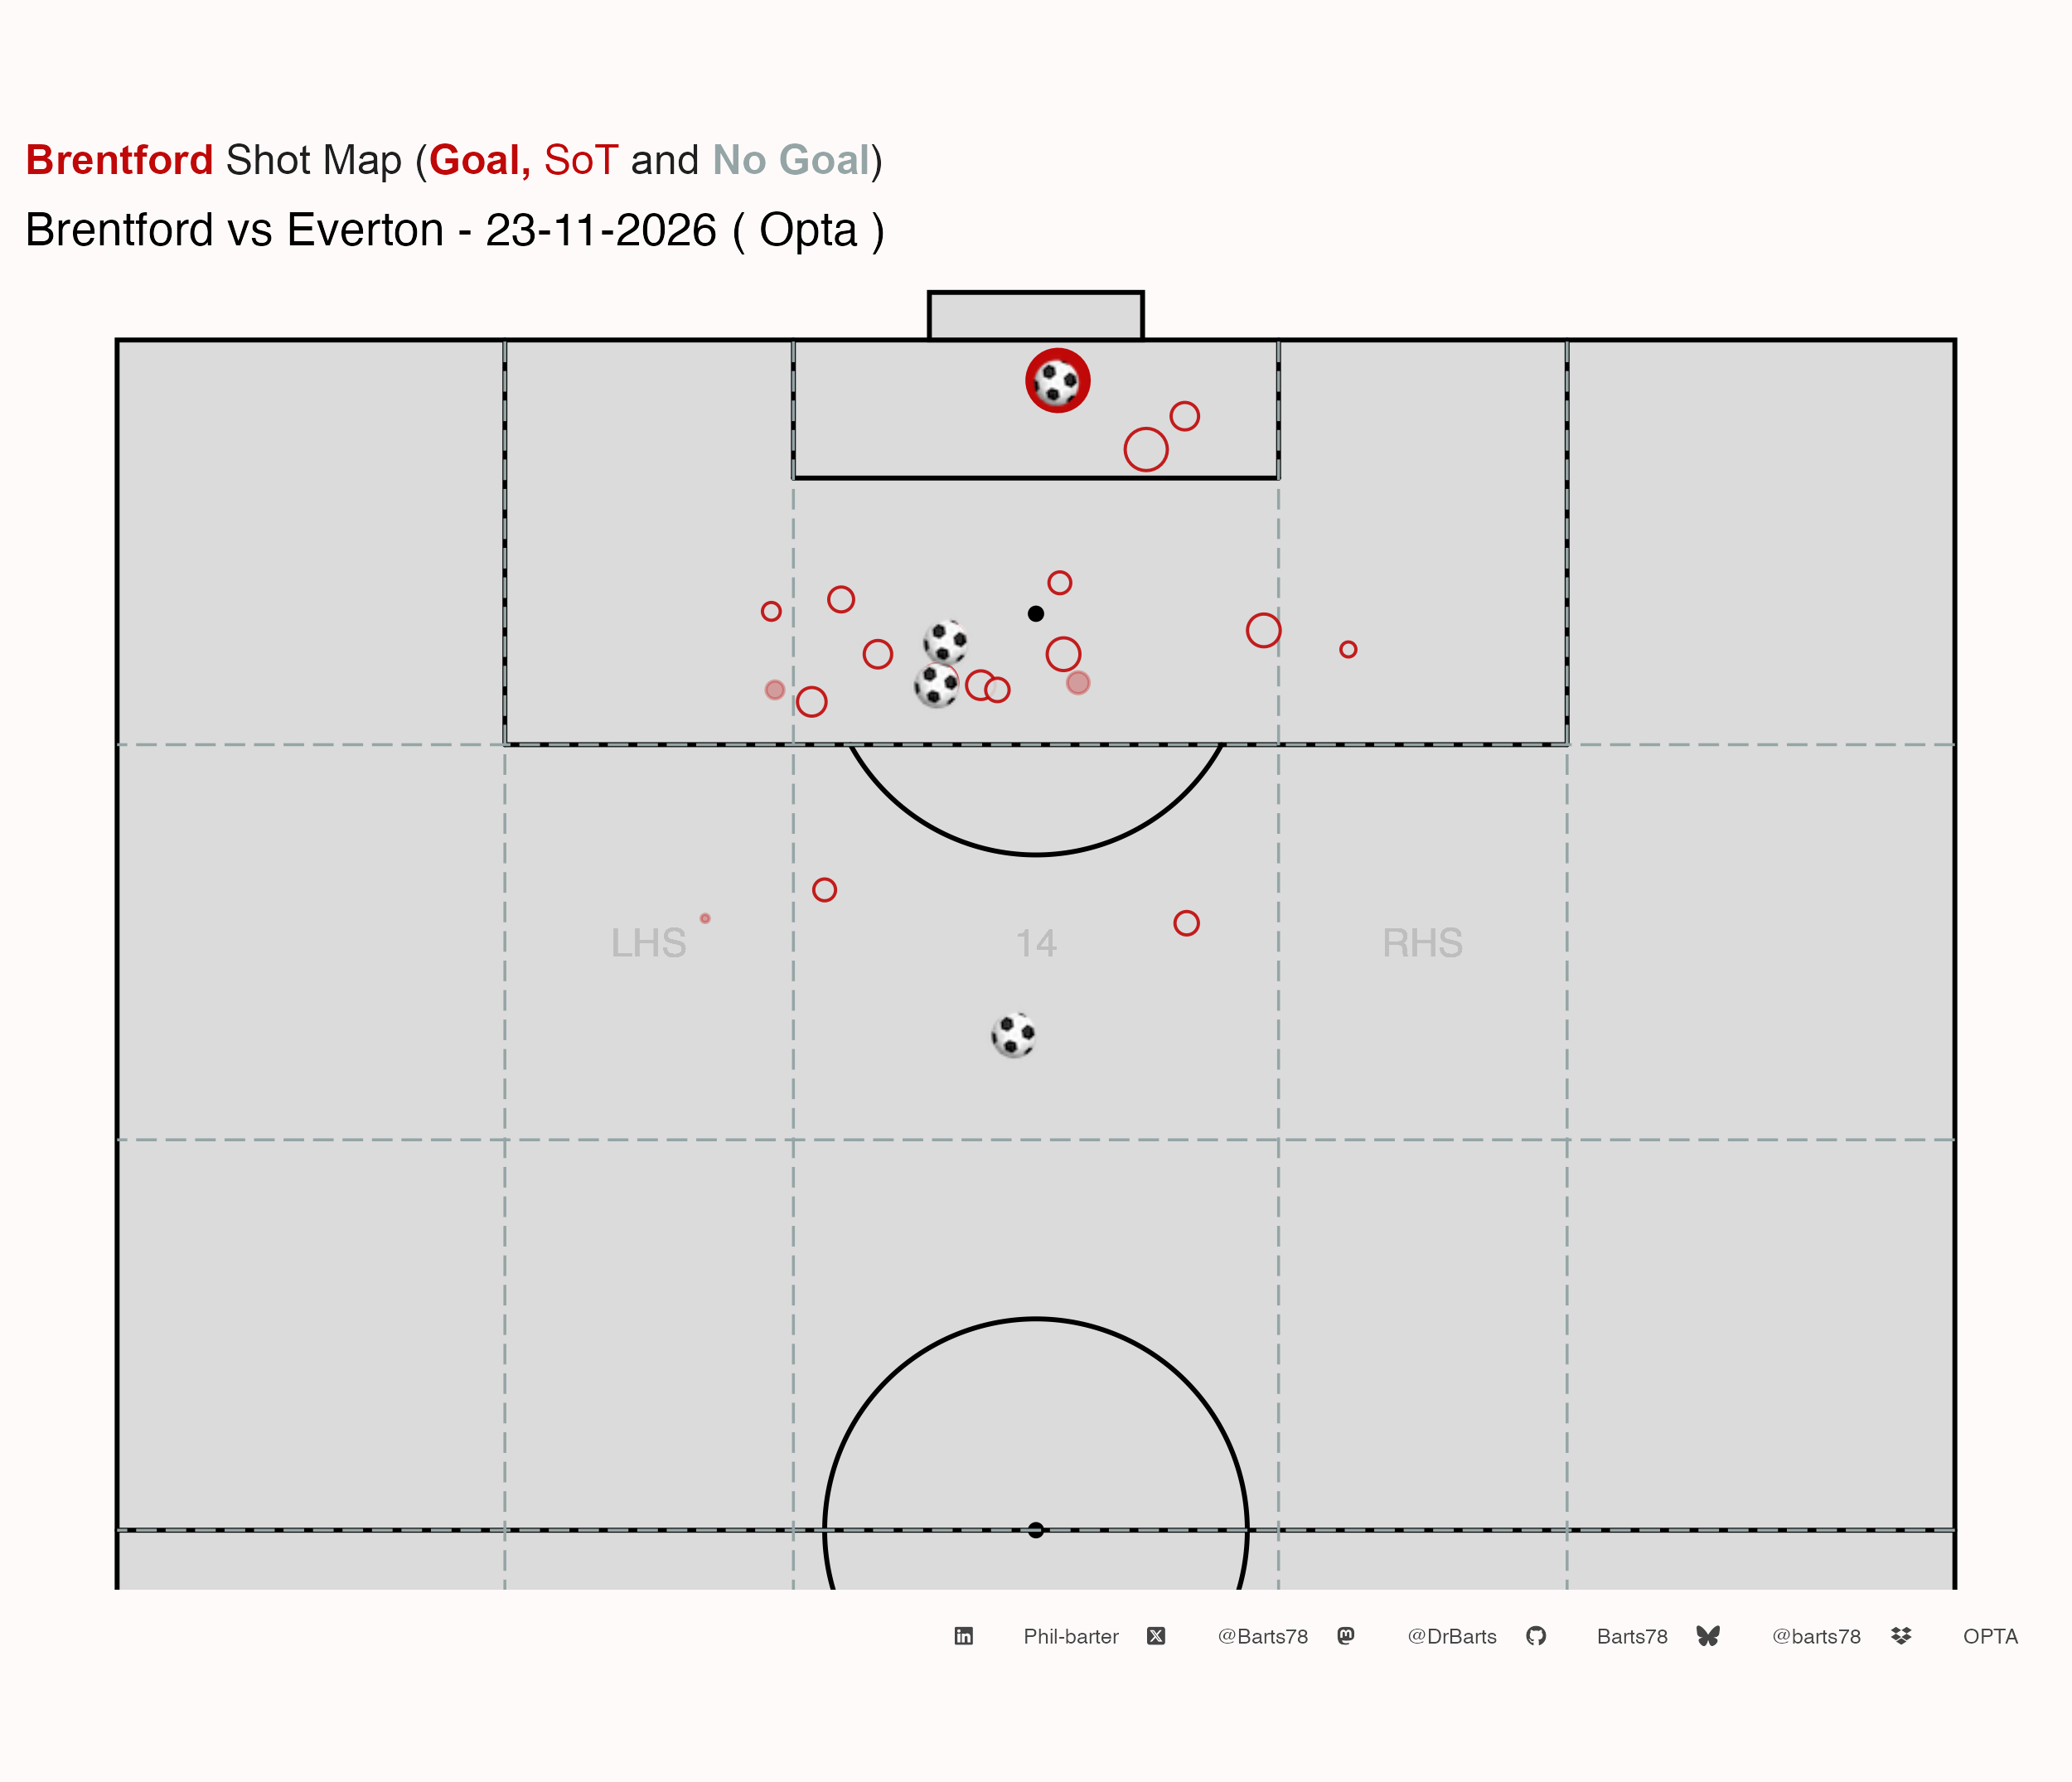 Brentford Shot Map (Goal, SoT and No Goal)
Brentford vs Everton - 23-11-2026 ( Opta )
LHS 14 RHS
Phil-barter @Barts78 @DrBarts Barts78 @barts78 OPTA